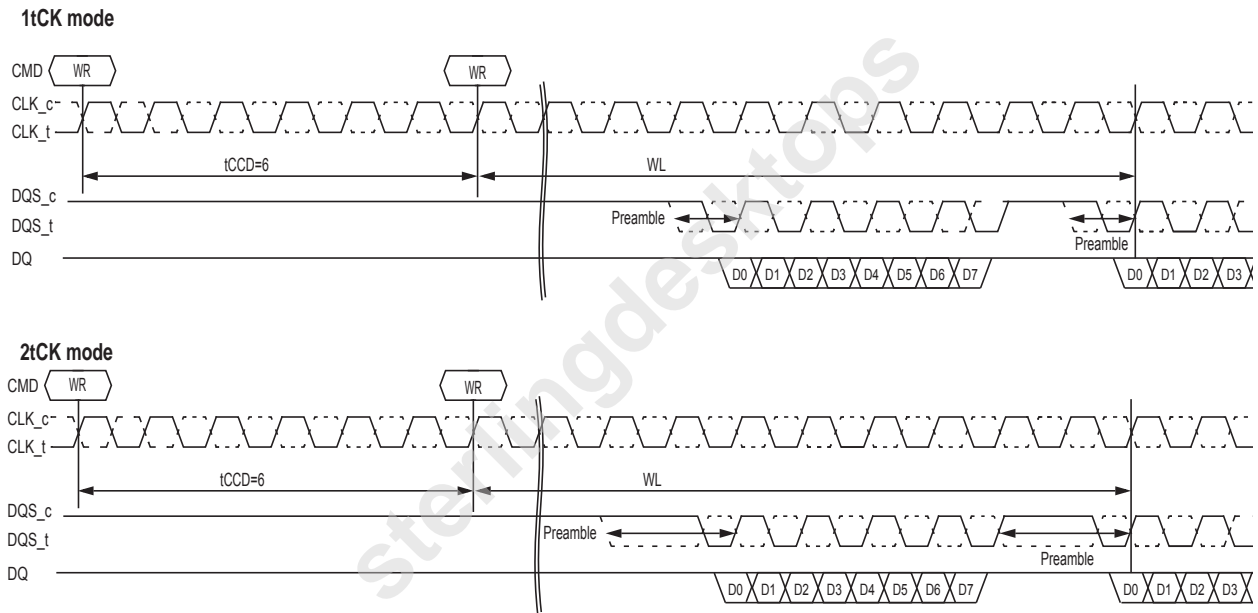 1tCK mode
CMD WR WR
CLK_c
CLK_t
tCCD=6 WL
DQS_c
DQS_t Preamble Preamble
DQ D0 D1 D2 D3 D4 D5 D6 D7 D0 D1 D2 D3
2tCK mode
CMD WR WR
CLK_c
CLK_t
tCCD=6 WL
DQS_c
DQS_t Preamble Preamble
DQ D0 D1 D2 D3 D4 D5 D6 D7 D0 D1 D2 D3
sterlingdesktops